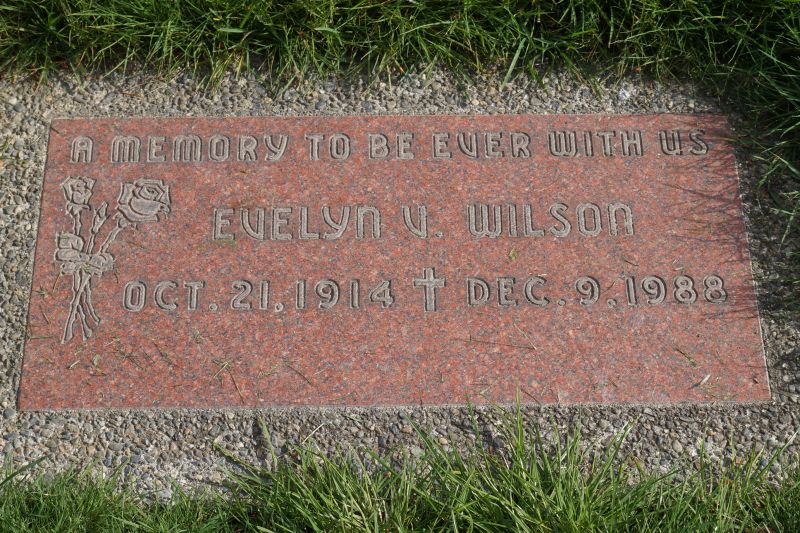 A MEMORY TO BE EVER WITH US
EVELYN V. WILSON
OCT. 21, 1914 DEC. 9, 1988